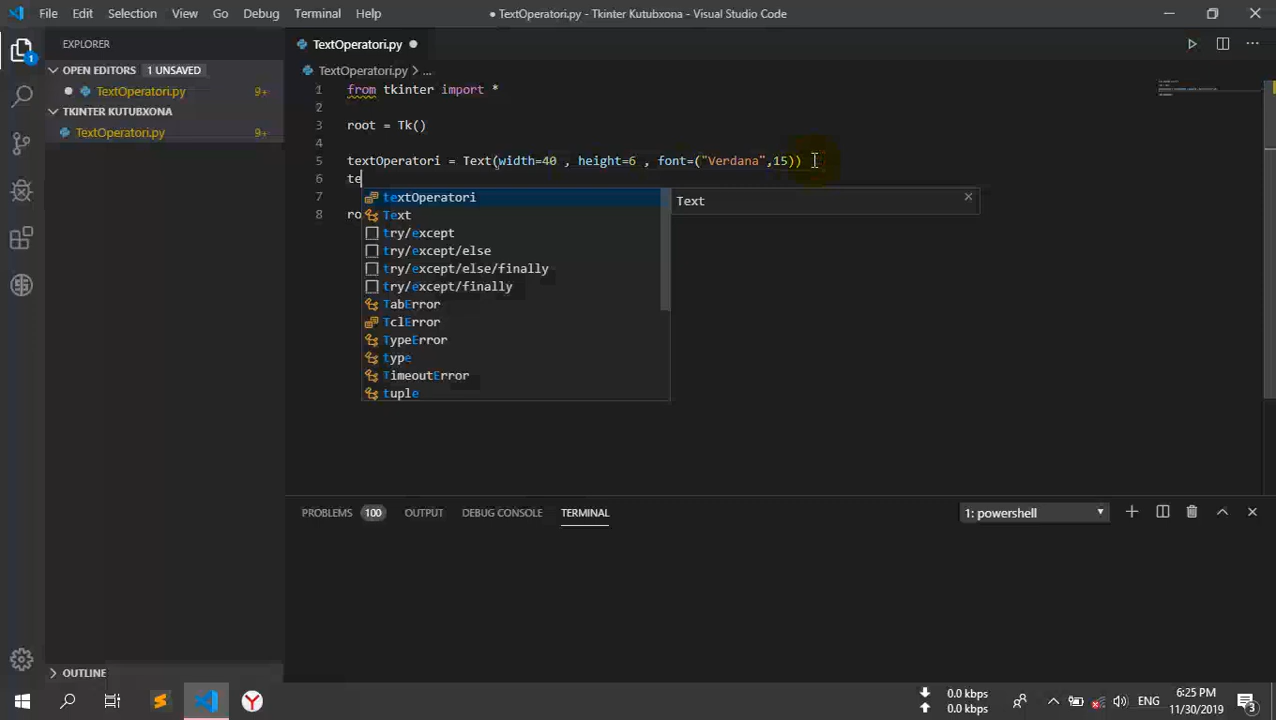 File Edit Selection View Go Debug Terminal Help
● TextOperatori.py - Tkinter Kutubxona - Visual Studio Code
EXPLORER
OPEN EDITORS 1 UNSAVED
TextOperatori.py 9+
TKINTER KUTUBXONA
TextOperatori.py 9+
OUTLINE
1
TextOperatori.py
TextOperatori.py > ...
1 from tkinter import *
2
3 root = Tk()
4
5 textOperatori = Text(width=40 , height=6 , font=("Verdana",15))
6 te
7
8 ro
textOperatori
Text
try/except
try/except/else
try/except/else/finally
try/except/finally
TabError
TclError
TypeError
type
TimeoutError
tuple
Text
PROBLEMS 100 OUTPUT DEBUG CONSOLE TERMINAL
1: powershell
0.0 kbps
0.0 kbps
ENG
6:25 PM
11/30/2019
3